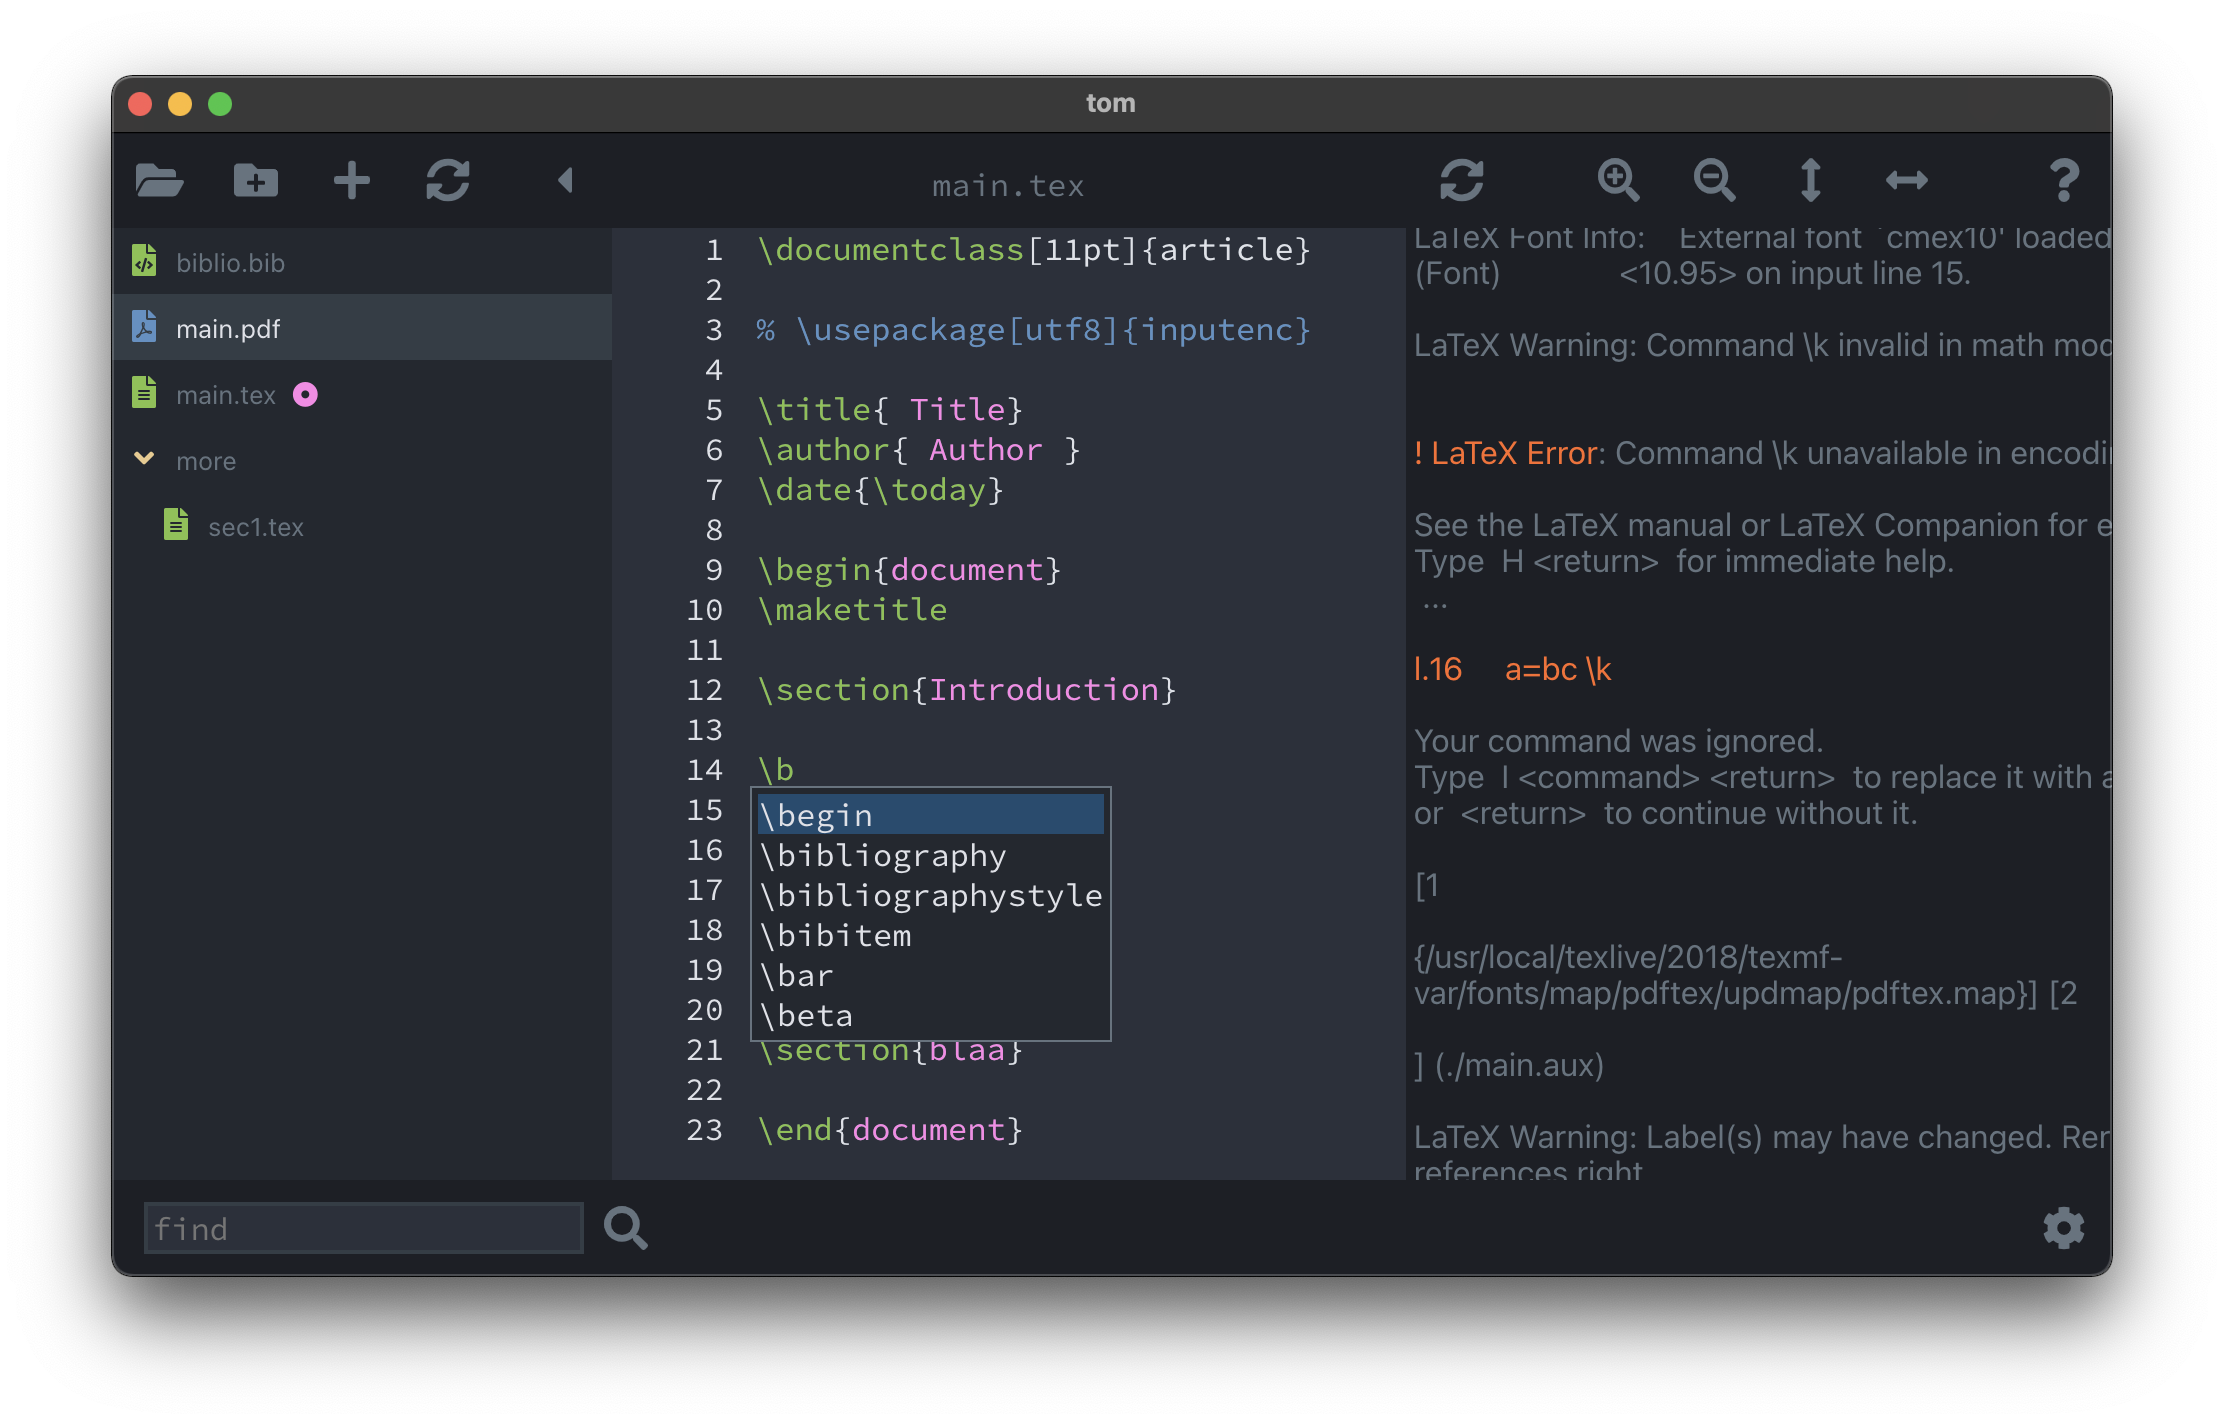 tom
main.tex
biblio.bib
main.pdf
main.tex
more
sec1.tex
1 \documentclass[11pt]{article}
2
3 % \usepackage[utf8]{inputenc}
4
5 \title{ Title}
6 \author{ Author }
7 \date{\today}
8
9 \begin{document}
10 \maketitle
11
12 \section{Introduction}
13
14 \b
15
16
17
18
19
20
21 \section{blaa}
22
23 \end{document}
\begin
\bibliography
\bibliographystyle
\bibitem
\bar
\beta
LaTeX Font Info: External font `cmex10' loaded
(Font) <10.95> on input line 15.
LaTeX Warning: Command \k invalid in math mod
! LaTeX Error: Command \k unavailable in encodi
See the LaTeX manual or LaTeX Companion for e
Type H <return> for immediate help.
...
l.16 a=bc \k
Your command was ignored.
Type I <command> <return> to replace it with a
or <return> to continue without it.
[1
{/usr/local/texlive/2018/texmf-
var/fonts/map/pdftex/updmap/pdftex.map}] [2
] (./main.aux)
LaTeX Warning: Label(s) may have changed. Rer
references right
find